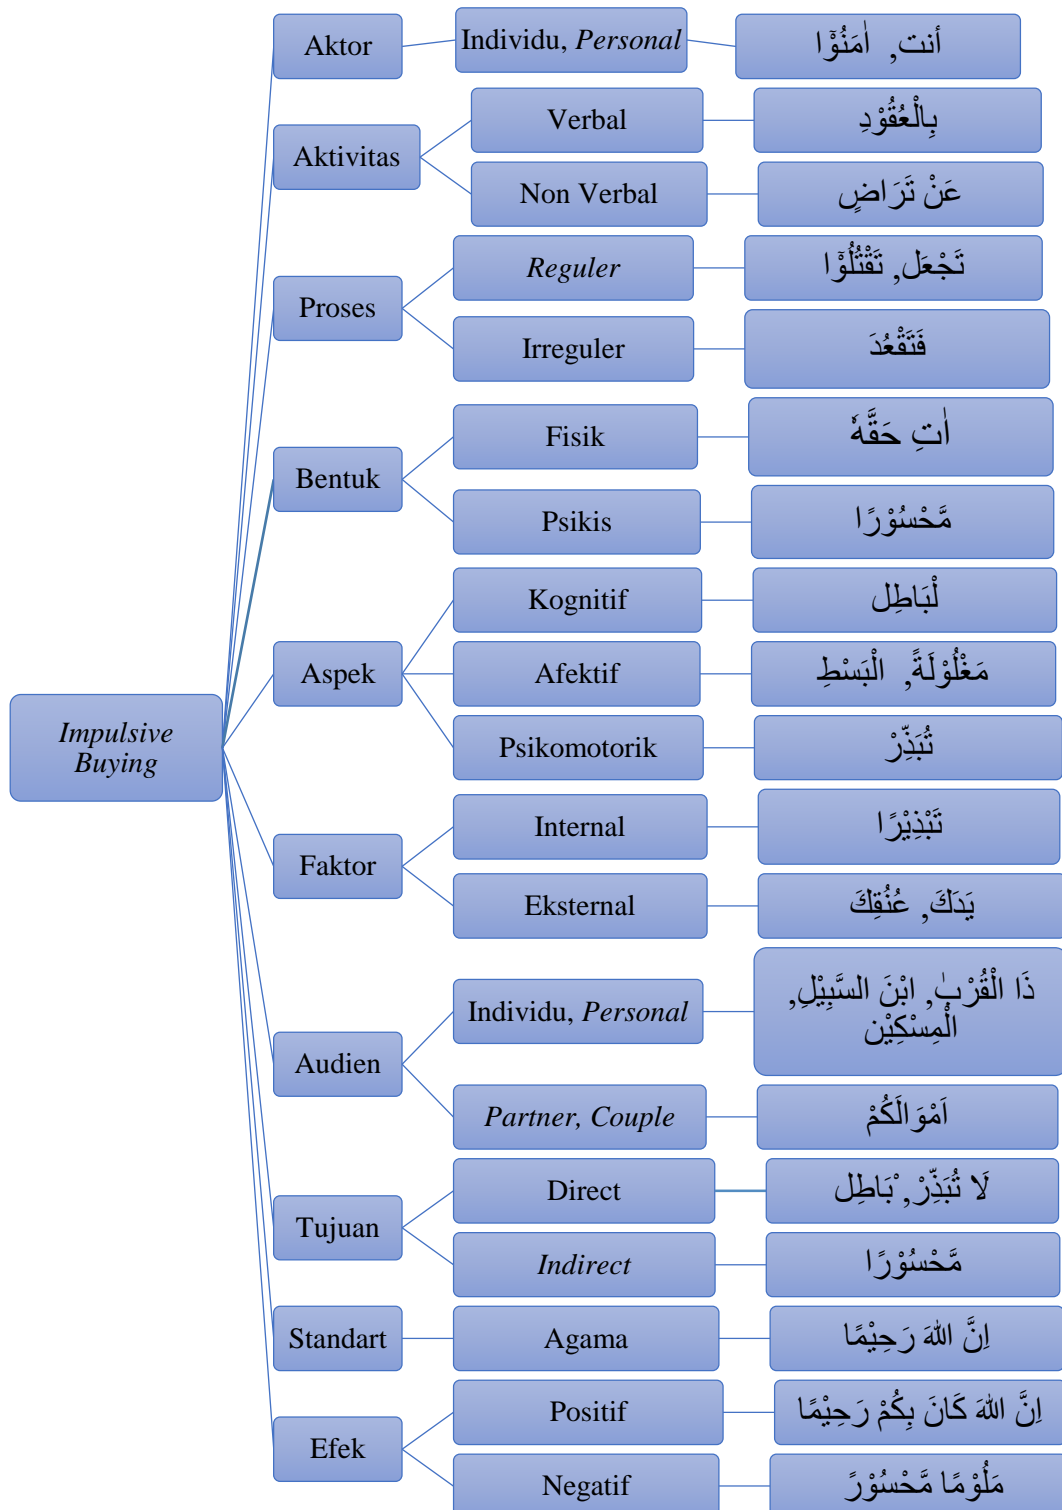 Aktor
Individu, Personal
أنت, اٰمَنُوْٓا
Aktivitas
Verbal
بِالْعُقُوْدِ
Non Verbal
عَنْ تَرَاضٍ
Proses
Reguler
تَجْعَل, تَقْتُلُوْٓا
Irreguler
فَتَقْعُدَ
Bentuk
Fisik
اٰتِ حَقَّهٗ
Psikis
مَّحْسُوْرًا
Impulsive
Buying
Aspek
Kognitif
لْبَاطِل
Afektif
مَغْلُوْلَةً, الْبَسْطِ
Psikomotorik
تُبَذِّرْ
Faktor
Internal
تَبْذِيْرًا
Eksternal
يَدَكَ, عُنُقِكَ
Audien
Individu, Personal
ذَا الْقُرْبٰ, ابْنَ السَّبِيْلِ,
الْمِسْكِيْن
Partner, Couple
اَمْوَالَكُمْ
Tujuan
Direct
لَا تُبَذِّرْ, ْبَاطِل
Indirect
مَّحْسُوْرًا
Standart
Agama
اِنَّ اللهَ رَحِيْمًا
Efek
Positif
اِنَّ اللهَ كَانَ بِكُمْ رَحِيْمًا
Negatif
مَلُوْمًا مَّحْسُوْرً